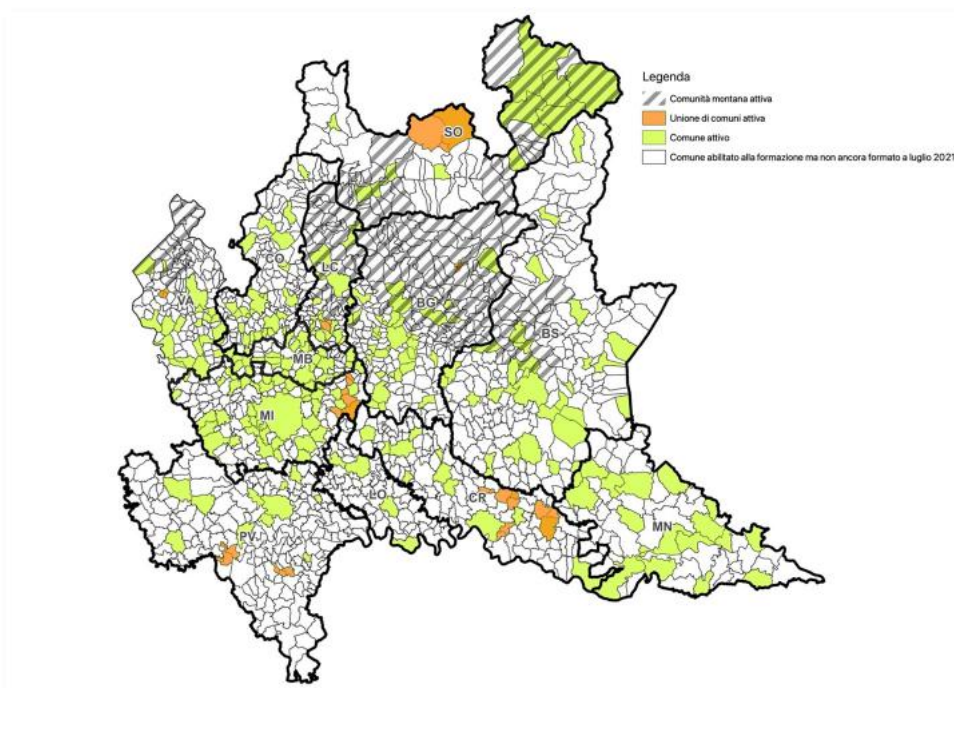 Legenda
Comunità montana attiva
SO
Unione di comuni attiva
Comune attivo
Comune abilitato alla formazione ma non ancora formato a luglio 2021
CO
LC
VA
BG
BS
MB
MI
LO
CR
MN
PV